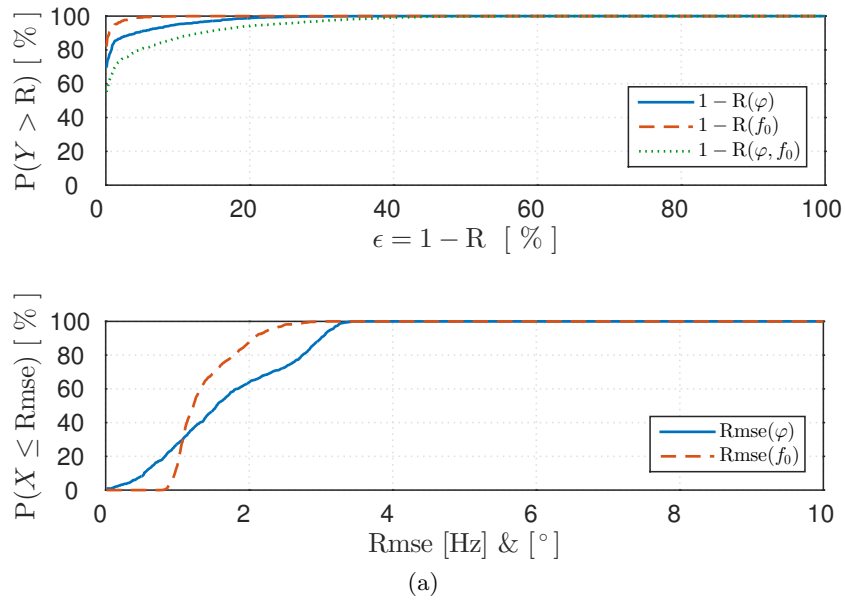 100
80
60
40
20
0
P(Y > R) [ % ]
1 − R(φ)
1 − R(f₀)
1 − R(φ, f₀)
0 20 40 60 80 100
ϵ = 1 − R [ % ]
100
80
60
40
20
0
P(X ≤ Rmse) [ % ]
Rmse(φ)
Rmse(f₀)
0 2 4 6 8 10
Rmse [Hz] & [°]
(a)